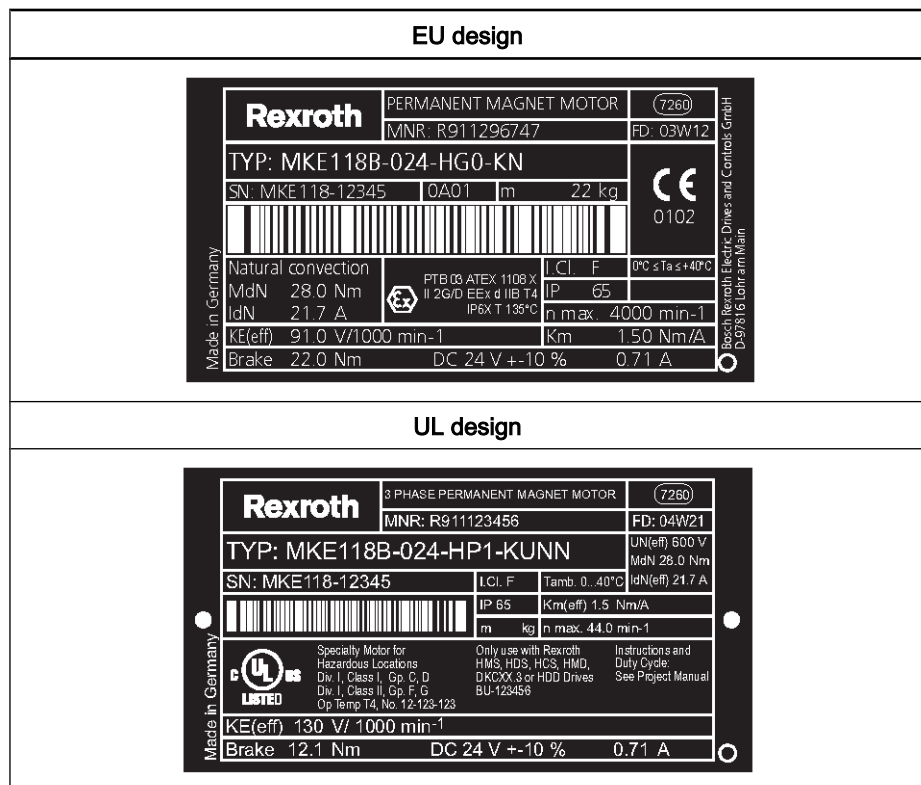 EU design
Rexroth
PERMANENT MAGNET MOTOR
7260
MNR: R911296747
FD: 03W12
TYP: MKE118B-024-HG0-KN
SN: MKE118-12345 0A01 m 22 kg
CE
0102
Natural convection
MdN 28.0 Nm
IdN 21.7 A
Ex
PTB 03 ATEX 1108 X
II 2G/D EEx d IIB T4
IP6X T 135°C
I.Cl. F
0°C ≤Ta≤+40°C
IP 65
n max. 4000 min-1
KE(eff) 91.0 V/1000 min-1 Km 1.50 Nm/A
Brake 22.0 Nm DC 24 V +-10 % 0.71 A
Made in Germany
Bosch Rexroth Electric Drives and Controls GmbH
D-97816 Lohr am Main
UL design
Rexroth
3 PHASE PERMANENT MAGNET MOTOR
7260
MNR: R911123456
FD: 04W21
TYP: MKE118B-024-HP1-KUNN
UN(eff) 600 V
MdN 28.0 Nm
IdN(eff) 21.7 A
SN: MKE118-12345
I.Cl. F
Tamb. 0...40°C
IP 65
Km(eff) 1.5 Nm/A
m kg
n max. 44.0 min-1
C UL US
LISTED
Specialty Motor for
Hazardous Locations
Div. I, Class I, Gp. C, D
Div. I, Class II, Gp. F, G
Op Temp T4, No. 12-123-123
Only use with Rexroth
HMS, HDS, HCS, HMD,
DKCXX.3 or HDD Drives
BU-123456
Instructions and
Duty Cycle:
See Project Manual
KE(eff) 130 V/ 1000 min-1
Brake 12.1 Nm DC 24 V +-10 % 0.71 A
Made in Germany